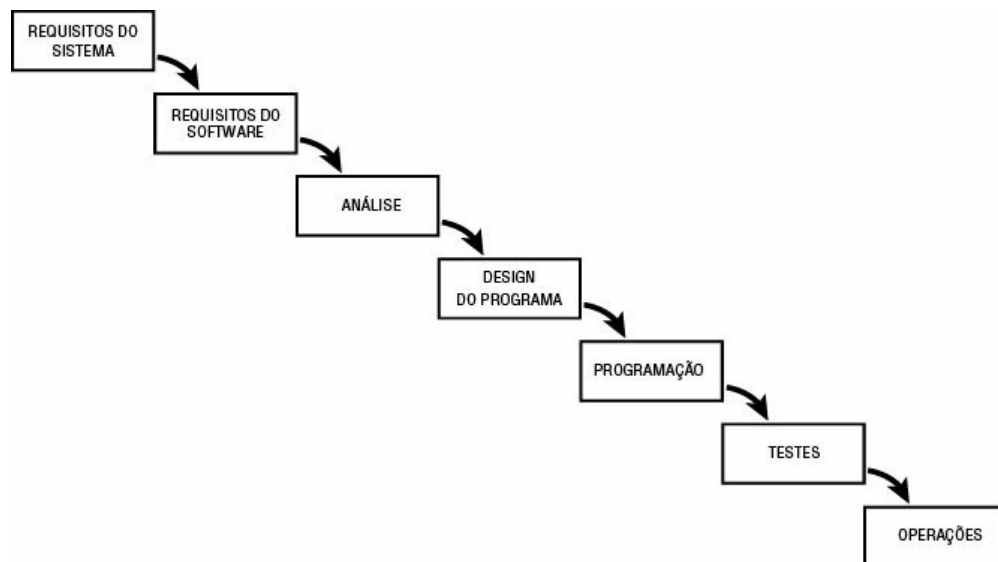 REQUISITOS DO
SISTEMA
REQUISITOS DO
SOFTWARE
ANÁLISE
DESIGN
DO PROGRAMA
PROGRAMAÇÃO
TESTES
OPERAÇÕES